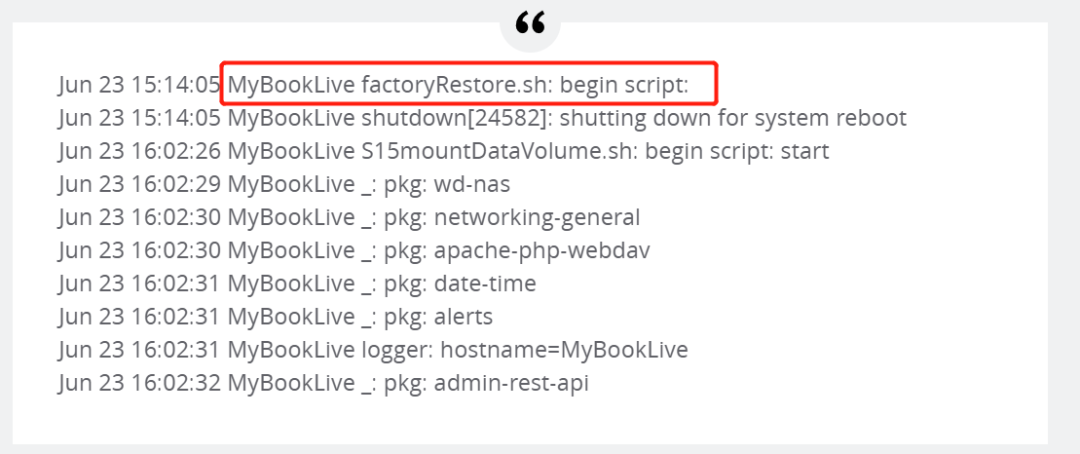 “
Jun 23 15:14:05 MyBookLive factoryRestore.sh: begin script:
Jun 23 15:14:05 MyBookLive shutdown[24582]: shutting down for system reboot
Jun 23 16:02:26 MyBookLive S15mountDataVolume.sh: begin script: start
Jun 23 16:02:29 MyBookLive _: pkg: wd-nas
Jun 23 16:02:30 MyBookLive _: pkg: networking-general
Jun 23 16:02:30 MyBookLive _: pkg: apache-php-webdav
Jun 23 16:02:31 MyBookLive _: pkg: date-time
Jun 23 16:02:31 MyBookLive _: pkg: alerts
Jun 23 16:02:31 MyBookLive logger: hostname=MyBookLive
Jun 23 16:02:32 MyBookLive _: pkg: admin-rest-api